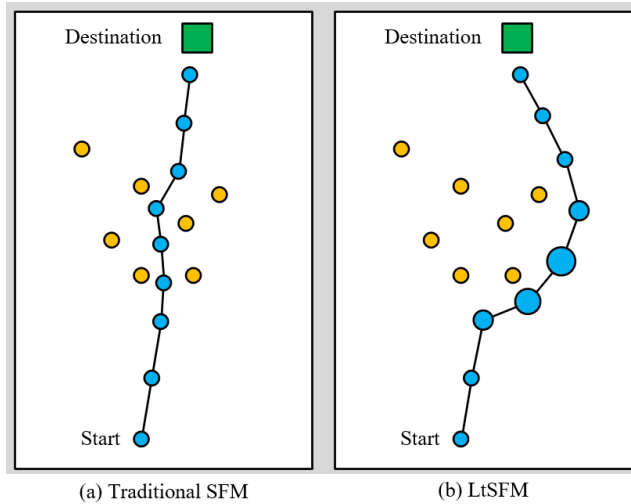 Destination
Destination
Start
Start
(a) Traditional SFM
(b) LtSFM